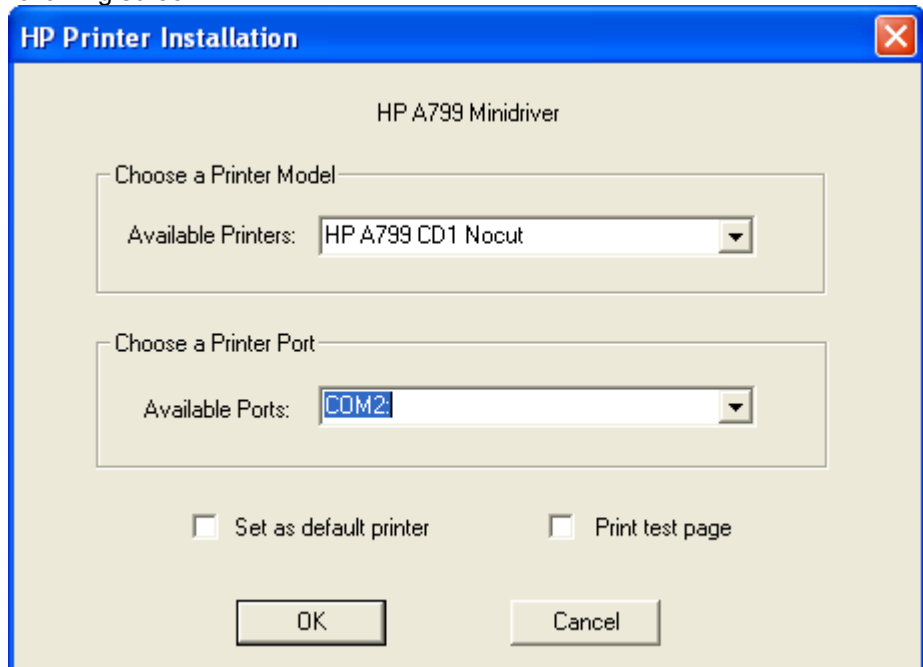 HP Printer Installation
HP A799 Minidriver
Choose a Printer Model
Available Printers: HP A799 CD1 Nocut
Choose a Printer Port
Available Ports: COM2:
Set as default printer Print test page
OK Cancel